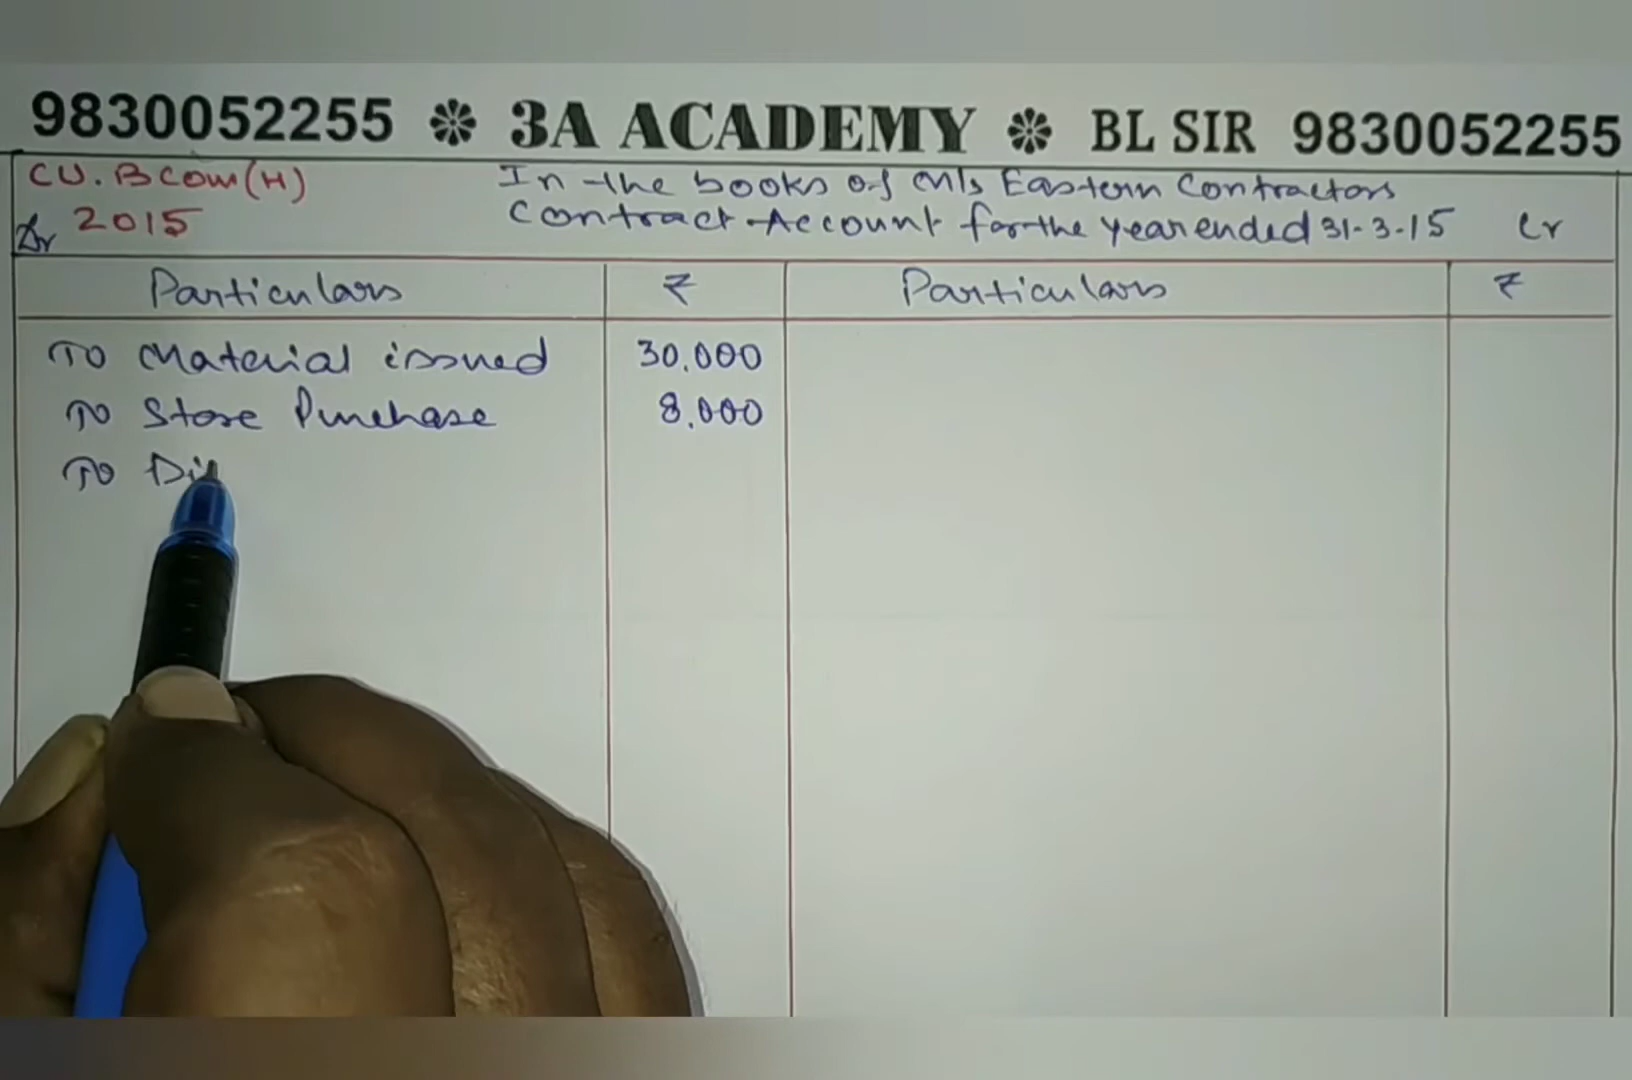 9830052255 ❇ 3A ACADEMY ❇ BL SIR 9830052255
CU. BCom(H) In the books of M/s Eastern Contractors
Dr 2015 Contract Account for the year ended 31-3-15 Cr
Particulars ₹ Particulars ₹
To Material issued 30,000
To Store Purchase 8,000
To